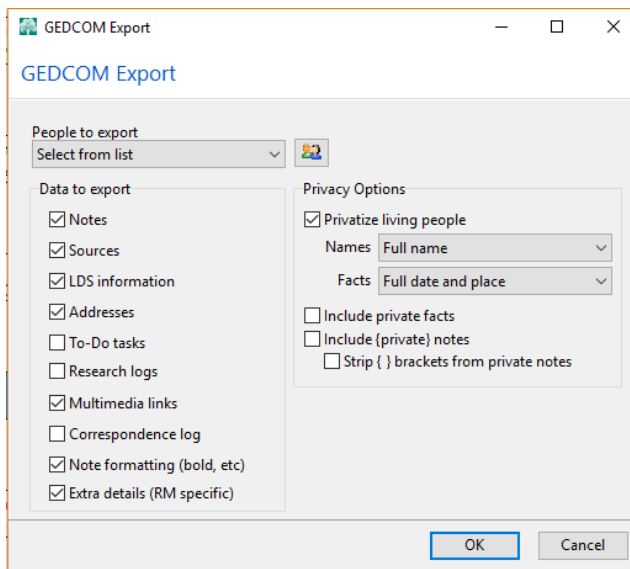 GEDCOM Export
GEDCOM Export
People to export
Select from list
Data to export
Notes
Sources
LDS information
Addresses
To-Do tasks
Research logs
Multimedia links
Correspondence log
Note formatting (bold, etc)
Extra details (RM specific)
Privacy Options
Privatize living people
Names Full name
Facts Full date and place
Include private facts
Include {private} notes
Strip { } brackets from private notes
OK Cancel